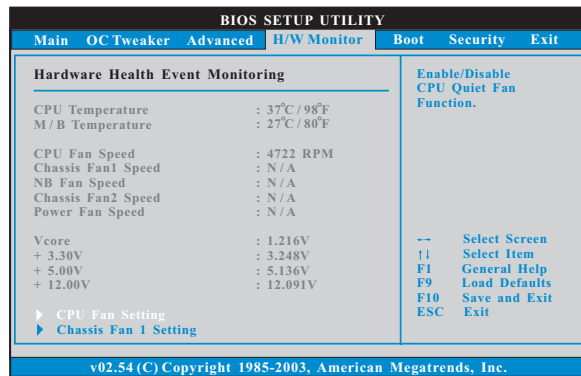 BIOS SETUP UTILITY
Main OC Tweaker Advanced H/W Monitor Boot Security Exit
Hardware Health Event Monitoring
CPU Temperature : 37°C / 98°F
M / B Temperature : 27°C / 80°F
CPU Fan Speed : 4722 RPM
Chassis Fan1 Speed : N / A
NB Fan Speed : N / A
Chassis Fan2 Speed : N / A
Power Fan Speed : N / A
Vcore : 1.216V
+ 3.30V : 3.248V
+ 5.00V : 5.136V
+ 12.00V : 12.091V
CPU Fan Setting
Chassis Fan 1 Setting
Enable/Disable
CPU Quiet Fan
Function.
←→ Select Screen
↑↓ Select Item
F1 General Help
F9 Load Defaults
F10 Save and Exit
ESC Exit
v02.54 (C) Copyright 1985-2003, American Megatrends, Inc.